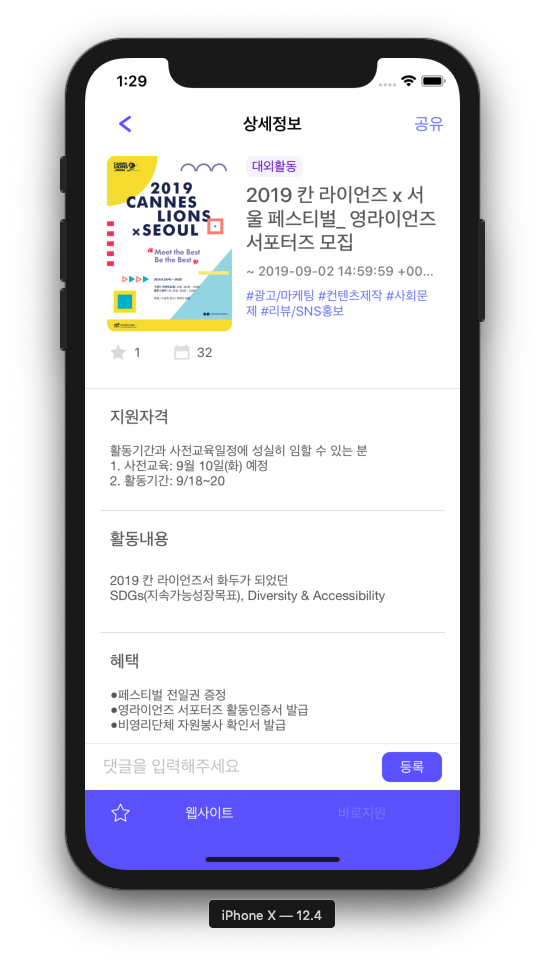 1:29
상세정보
공유
대외활동
2019 칸 라이언즈 x 서
울 페스티벌_ 영라이언즈
서포터즈 모집
~ 2019-09-02 14:59:59 +00...
#광고/마케팅 #컨텐츠제작 #사회문
제 #리뷰/SNS홍보
2019
CANNES
LIONS
×SEOUL
Meet the Best
Be the Best
1
32
지원자격
활동기간과 사전교육일정에 성실히 임할 수 있는 분
1. 사전교육: 9월 10일(화) 예정
2. 활동기간: 9/18~20
활동내용
2019 칸 라이언즈서 화두가 되었던
SDGs(지속가능성장목표), Diversity & Accessibility
혜택
●페스티벌 전일권 증정
●영라이언즈 서포터즈 활동인증서 발급
●비영리단체 자원봉사 확인서 발급
댓글을 입력해주세요
등록
웹사이트
바로지원
iPhone X — 12.4